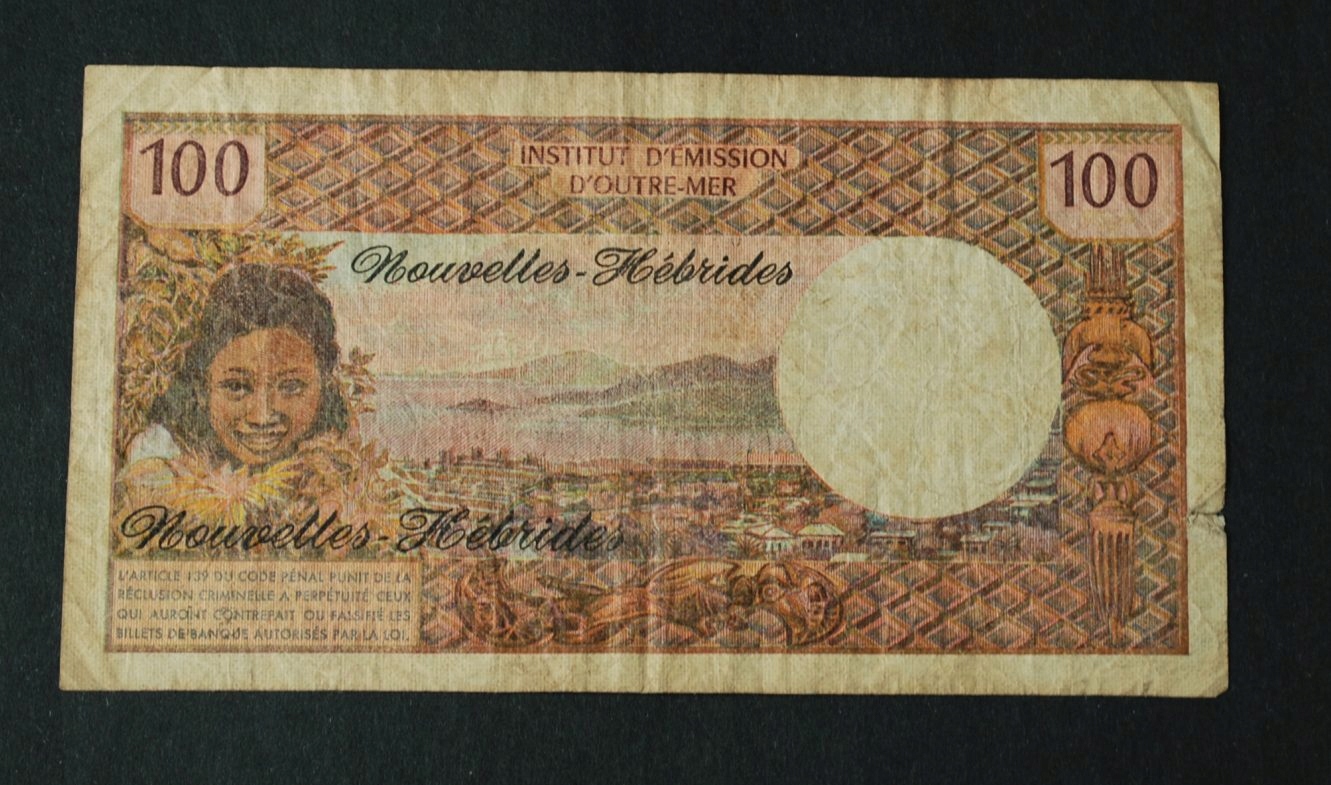 100
INSTITUT D'EMISSION
D'OUTRE-MER
100
Nouvelles-Hébrides
Nouvelles-Hébrides
L'ARTICLE 139 DU CODE PÉNAL PUNIT DE LA
RÉCLUSION CRIMINELLE A PERPÉTUITÉ CEUX
QUI AURONT CONTREFAIT OU FALSIFIÉ LES
BILLETS DE BANQUE AUTORISÉS PAR LA LOI.